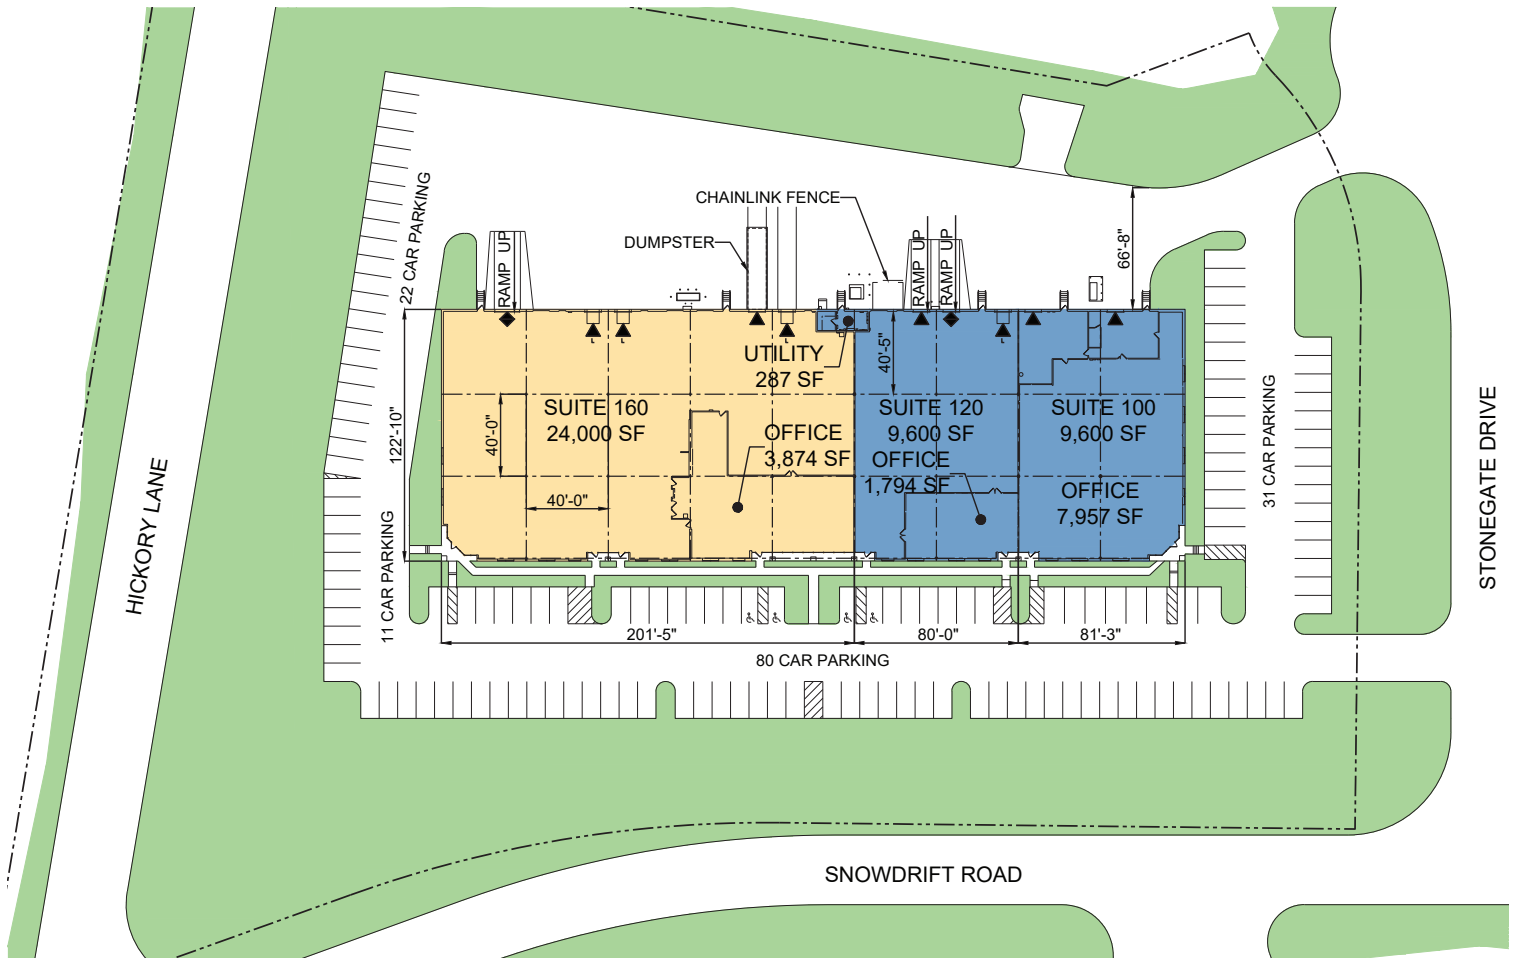 22 CAR PARKING
CHAINLINK FENCE
DUMPSTER
RAMP UP
RAMP UP
RAMP UP
66'-8"
UTILITY
287 SF
40'-5"
122'-10"
40'-0"
40'-0"
SUITE 160
24,000 SF
OFFICE
3,874 SF
SUITE 120
9,600 SF
OFFICE
1,794 SF
SUITE 100
9,600 SF
OFFICE
7,957 SF
L
L
L
L
31 CAR PARKING
STONEGATE DRIVE
HICKORY LANE
11 CAR PARKING
201'-5"
80'-0"
81'-3"
80 CAR PARKING
SNOWDRIFT ROAD